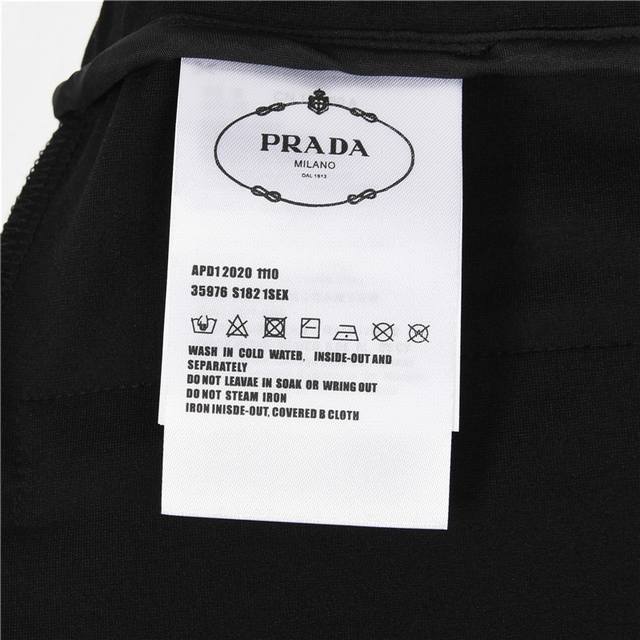 PRADA
MILANO
DAL 1913
APD1 2020 1110
35976 S182 1SEX
WASH IN COLD WATER, INSIDE-OUT AND
SEPARATELY
DO NOT LEAVAE IN SOAK OR WRING OUT
DO NOT STEAM IRON
IRON INISDE-OUT, COVERED B CLOTH